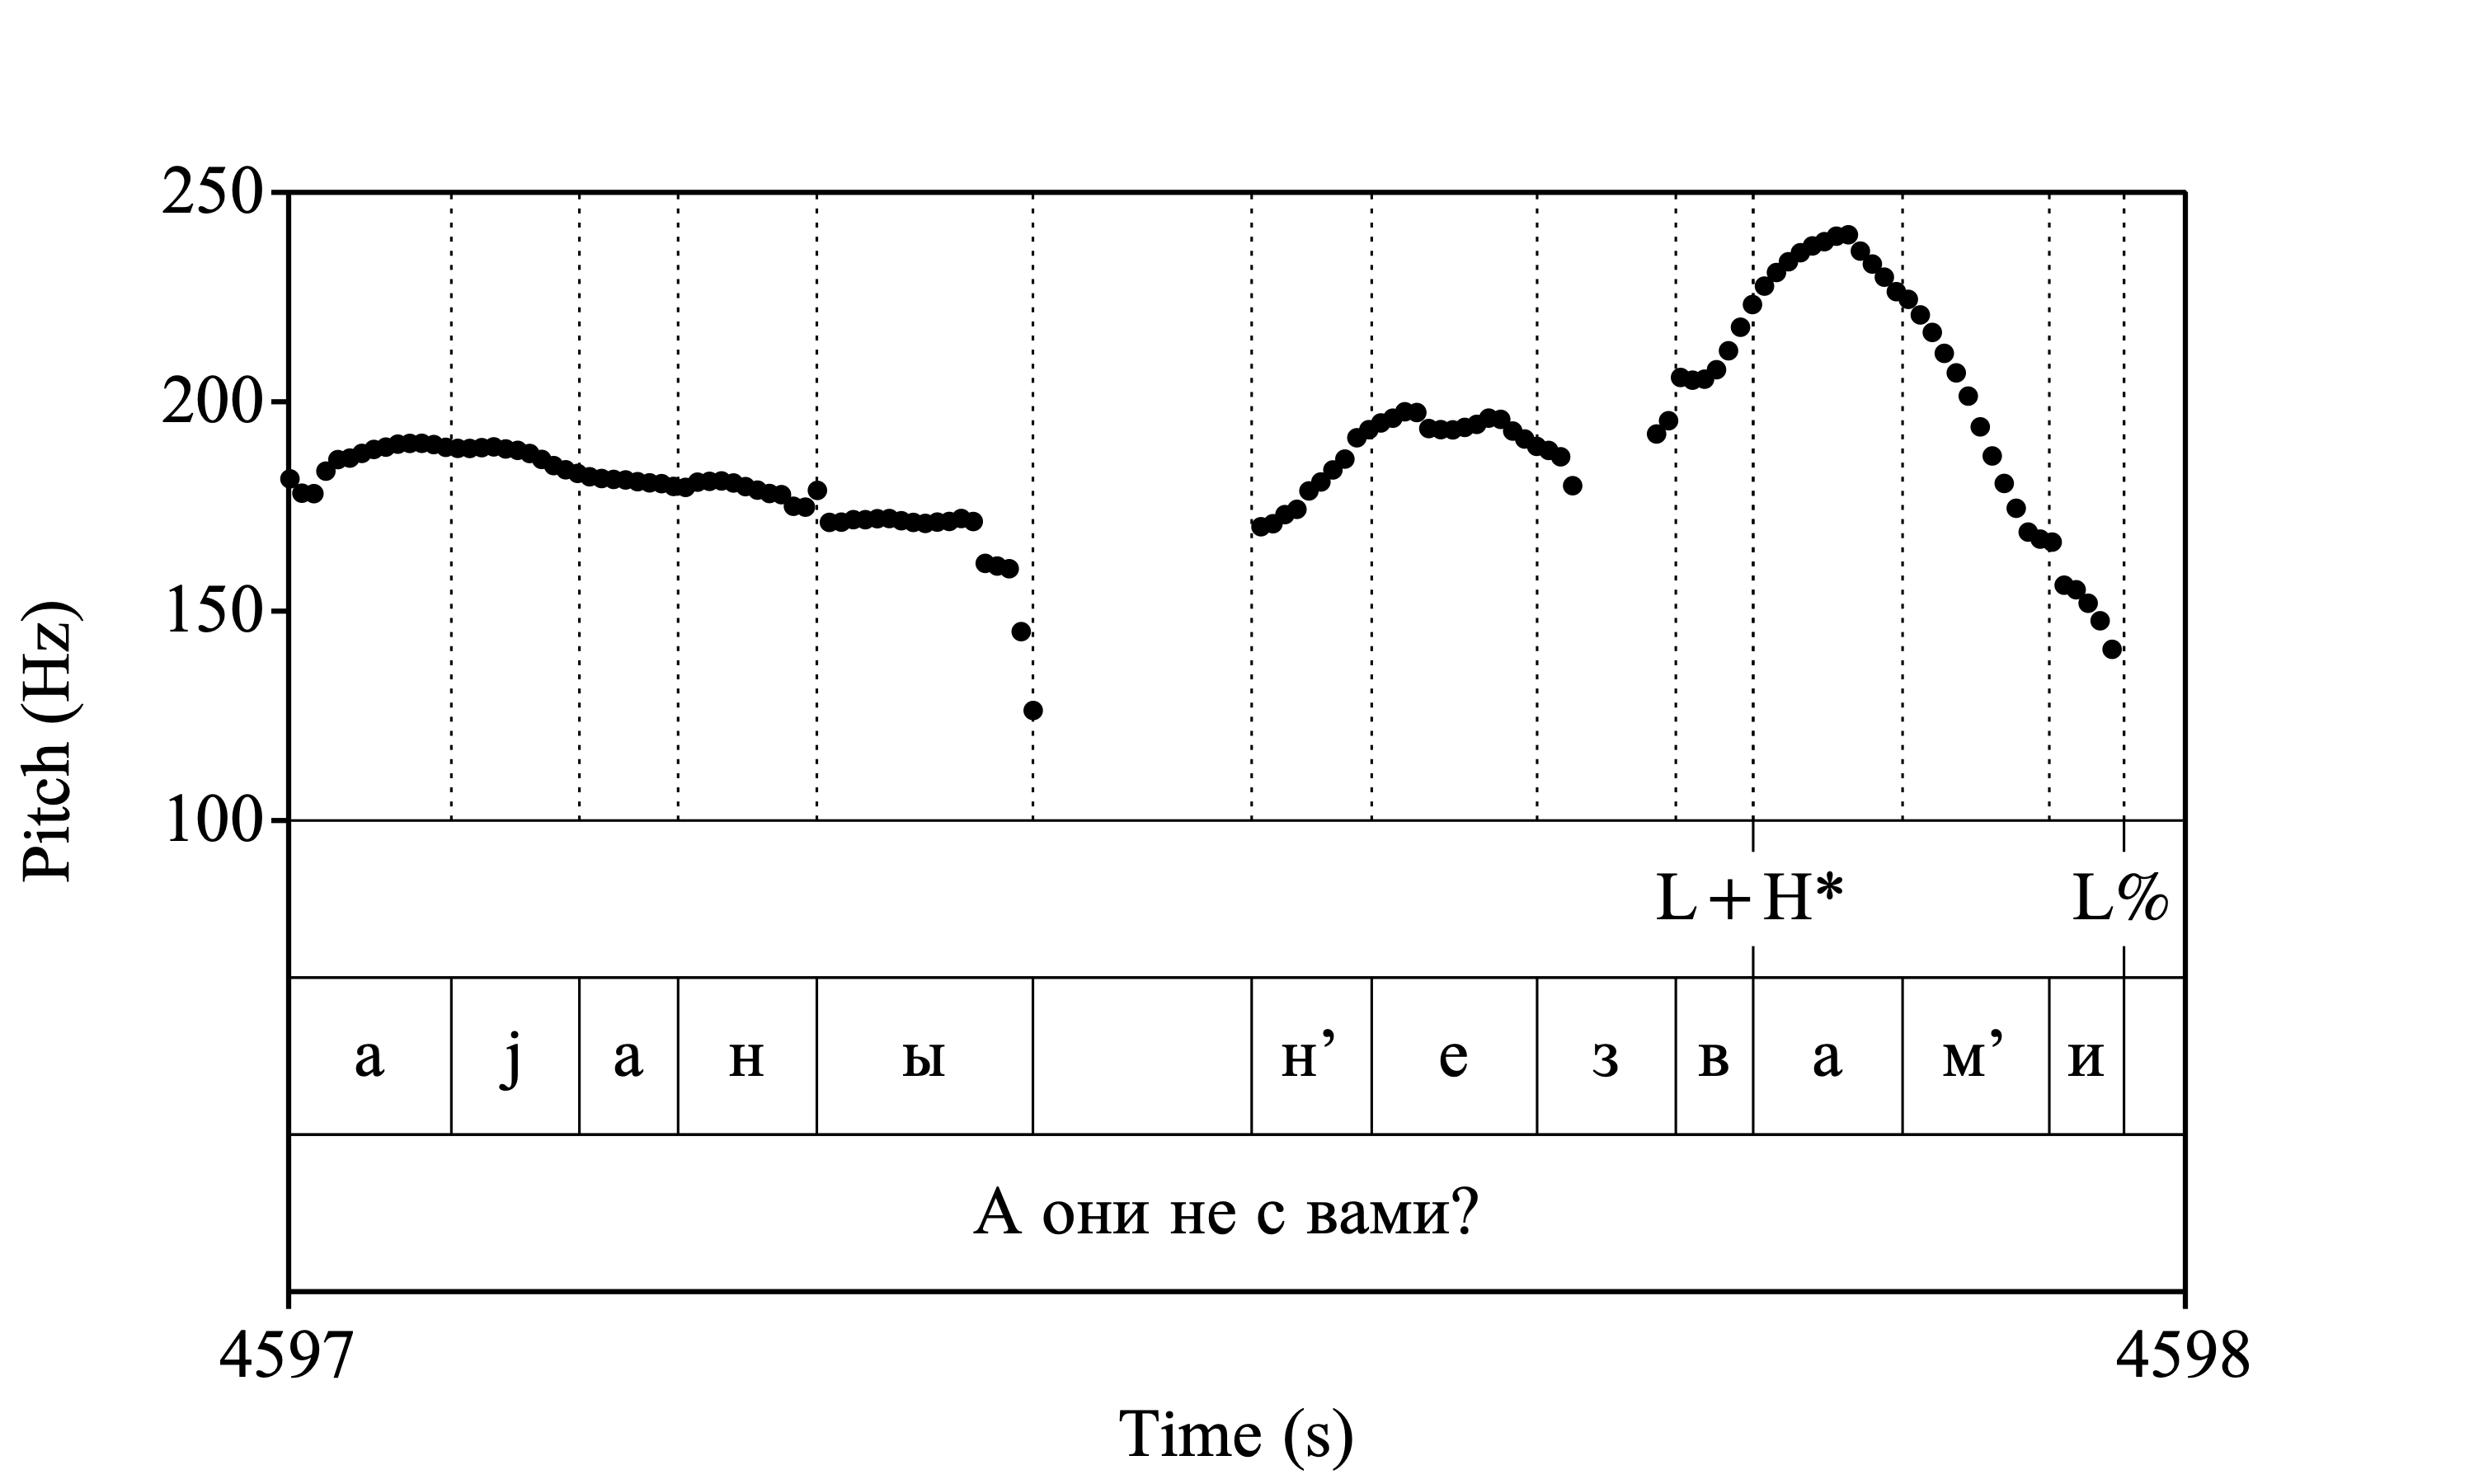 250
200
150
100
Pitch (Hz)
L+H* L%
а j а н ы н’ е з в а м’ и
А они не с вами?
4597 4598
Time (s)